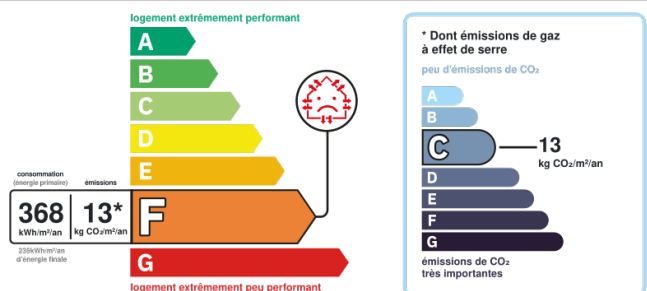 logement extrêmement performant
A
B
C
D
E
consommation
(énergie primaire)
émissions
368
kWh/m²/an
13*
kg CO₂/m²/an
F
236kWh/m²/an
d'énergie finale
G
logement extrêmement peu performant
* Dont émissions de gaz
à effet de serre
peu d'émissions de CO₂
A
B
C
13
kg CO₂/m²/an
D
E
F
G
émissions de CO₂
très importantes